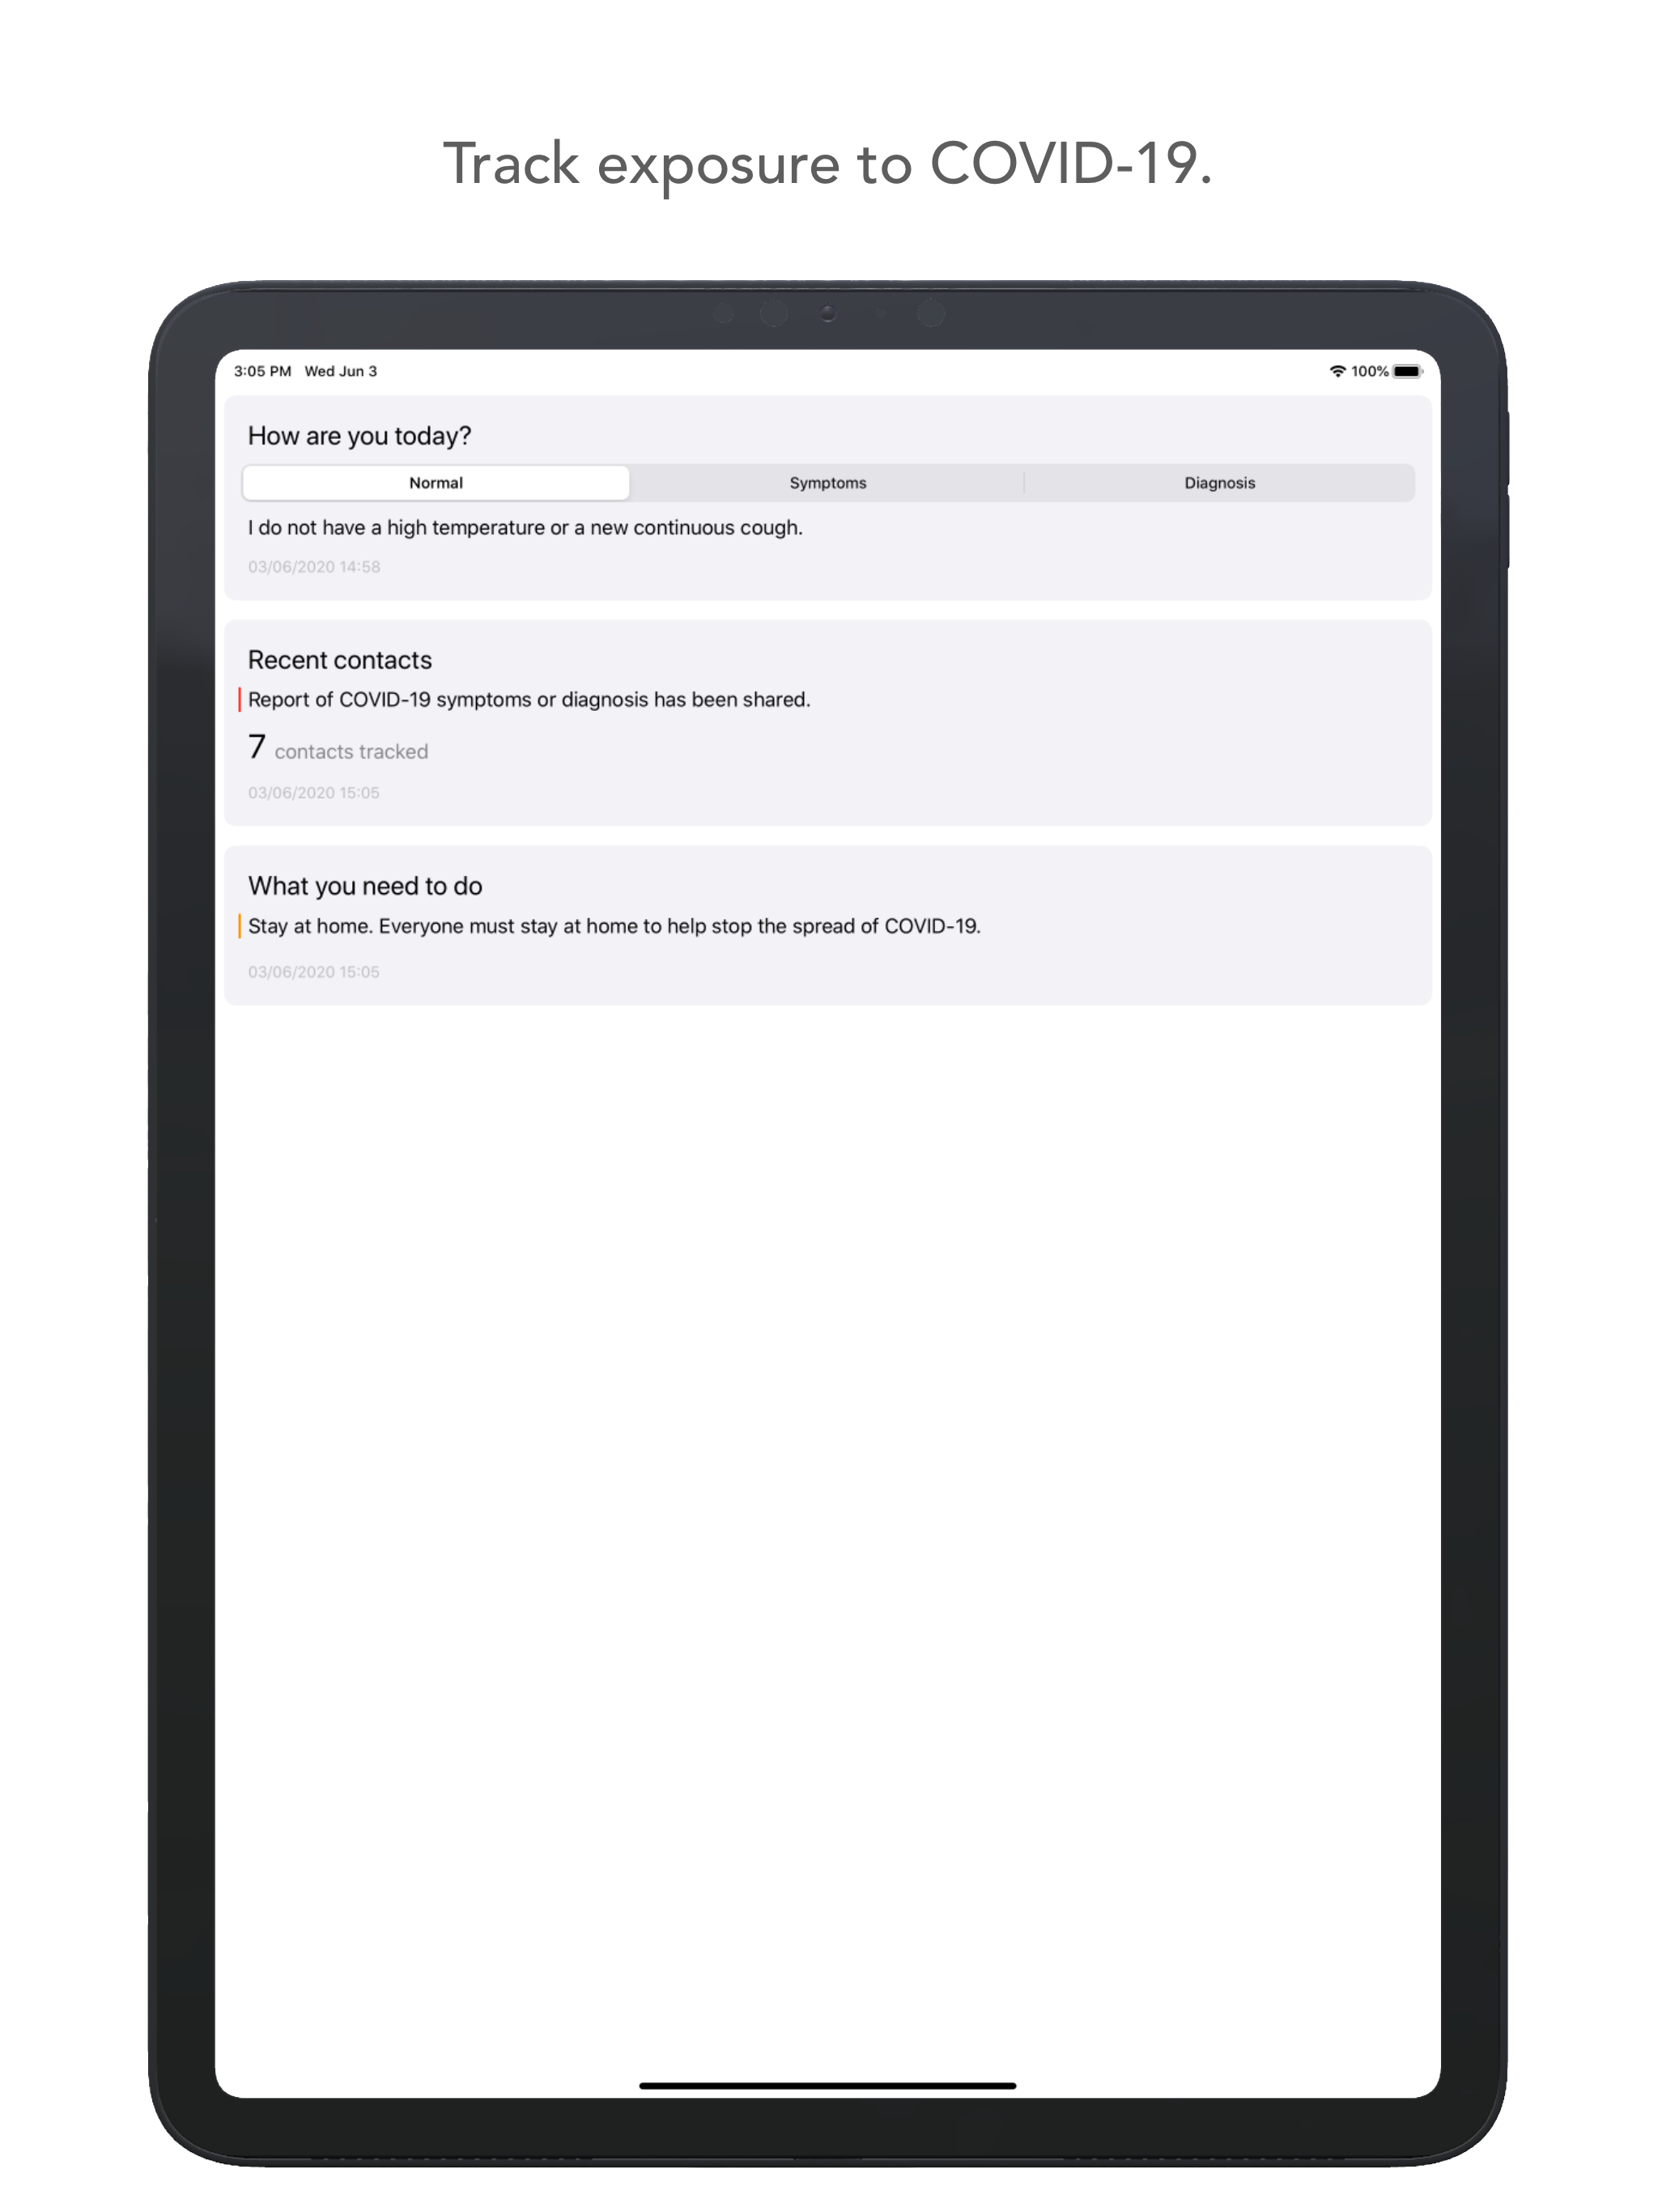 Track exposure to COVID-19.
3:05 PM Wed Jun 3
100%
How are you today?
Normal
Symptoms
Diagnosis
I do not have a high temperature or a new continuous cough.
03/06/2020 14:58
Recent contacts
Report of COVID-19 symptoms or diagnosis has been shared.
7 contacts tracked
03/06/2020 15:05
What you need to do
Stay at home. Everyone must stay at home to help stop the spread of COVID-19.
03/06/2020 15:05